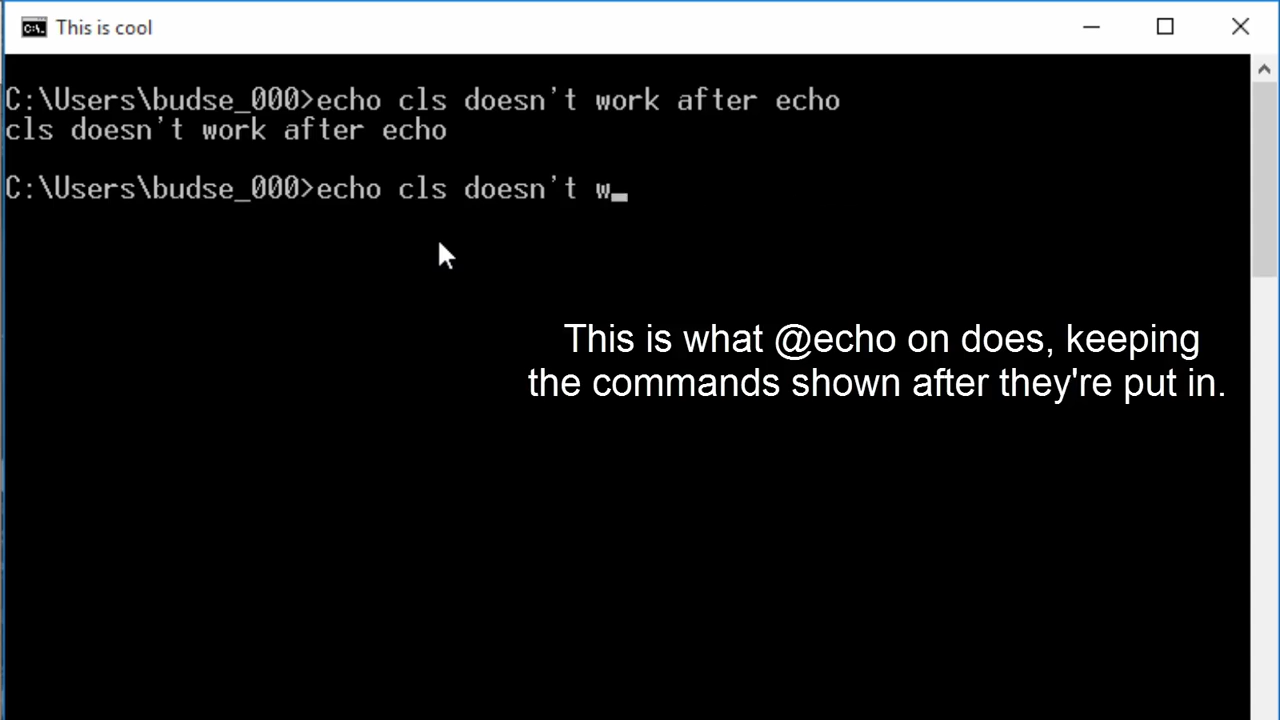 This is cool
C:\Users\budse_000>echo cls doesn't work after echo
cls doesn't work after echo
C:\Users\budse_000>echo cls doesn't w_
This is what @echo on does, keeping
the commands shown after they're put in.